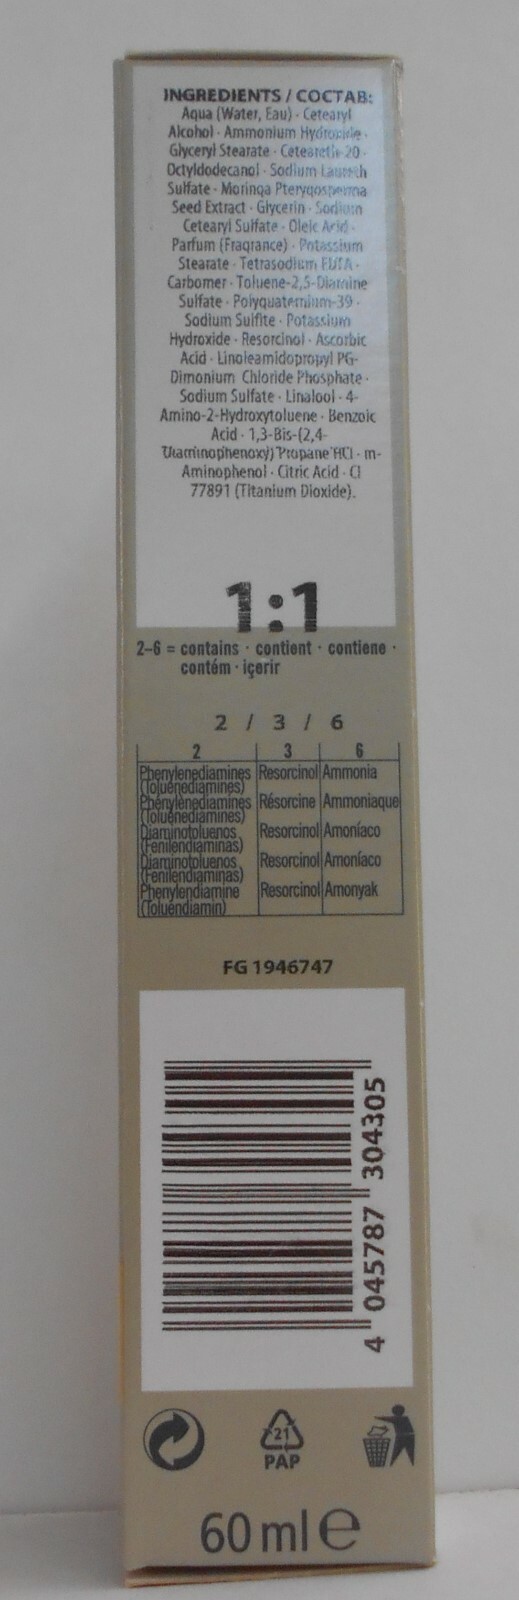 INGREDIENTS / СОСТАВ:
Aqua (Water, Eau) · Cetearyl
Alcohol · Ammonium Hydroxide ·
Glyceryl Stearate · Ceteareth-20 ·
Octyldodecanol · Sodium Laureth
Sulfate · Moringa Pterygosperma
Seed Extract · Glycerin · Sodium
Cetearyl Sulfate · Oleic Acid ·
Parfum (Fragrance) · Potassium
Stearate · Tetrasodium EDTA ·
Carbomer · Toluene-2,5-Diamine
Sulfate · Polyquaternium-39 ·
Sodium Sulfite · Potassium
Hydroxide · Resorcinol · Ascorbic
Acid · Linoleamidopropyl PG-
Dimonium Chloride Phosphate ·
Sodium Sulfate · Linalool · 4-
Amino-2-Hydroxytoluene · Benzoic
Acid · 1,3-Bis-(2,4-
Diaminophenoxy) Propane HCl · m-
Aminophenol · Citric Acid · CI
77891 (Titanium Dioxide).
1:1
2–6 = contains · contient · contiene ·
contém · içerir
2 / 3 / 6
2 3 6
Phenylenediamines (Toluenediamines) Resorcinol Ammonia
Phénylènediamines (Toluènediamines) Résorcine Ammoniaque
Diaminotoluenos (Fenilendiaminas) Resorcinol Amoníaco
Diaminotoluenos (Fenilenediaminas) Resorcinol Amoníaco
Phenylendiamine (Toluendiamin) Resorcinol Amonyak
FG 1946747
4 045787 304305
21
PAP
60 ml e